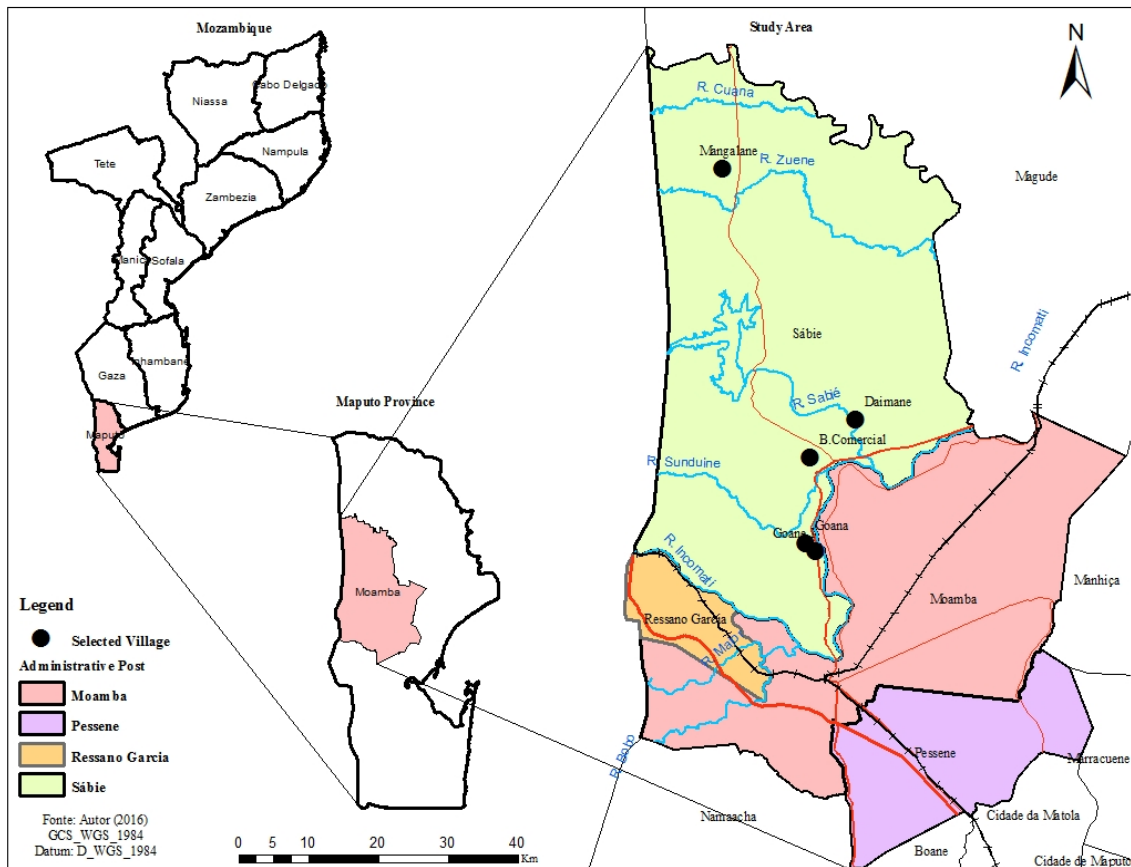 Mozambique
Cabo Delgado
Niassa
Nampula
Tete
Zambezia
Manic
Sofala
Inhambane
Gaza
Maputo
Maputo Province
Moamba
Study Area
N
R. Cuana
Mangalane
R. Zuene
Magude
Sábie
R. Incomati
R. Sabié
Daimane
B.Comercial
R. Sunduine
Goana
Goana
R. Incomati
Ressano Garcia
Moamba
Manhiça
R. Bobo
Pessene
Marracuene
Namaacha
Cidade da Matola
Boane
Cidade de Maputo
Legend
Selected Village
Administrative Post
Moamba
Pessene
Ressano Garcia
Sábie
Fonte: Autor (2016)
GCS_WGS_1984
Datum: D_WGS_1984
0 10 20 30 40
Km